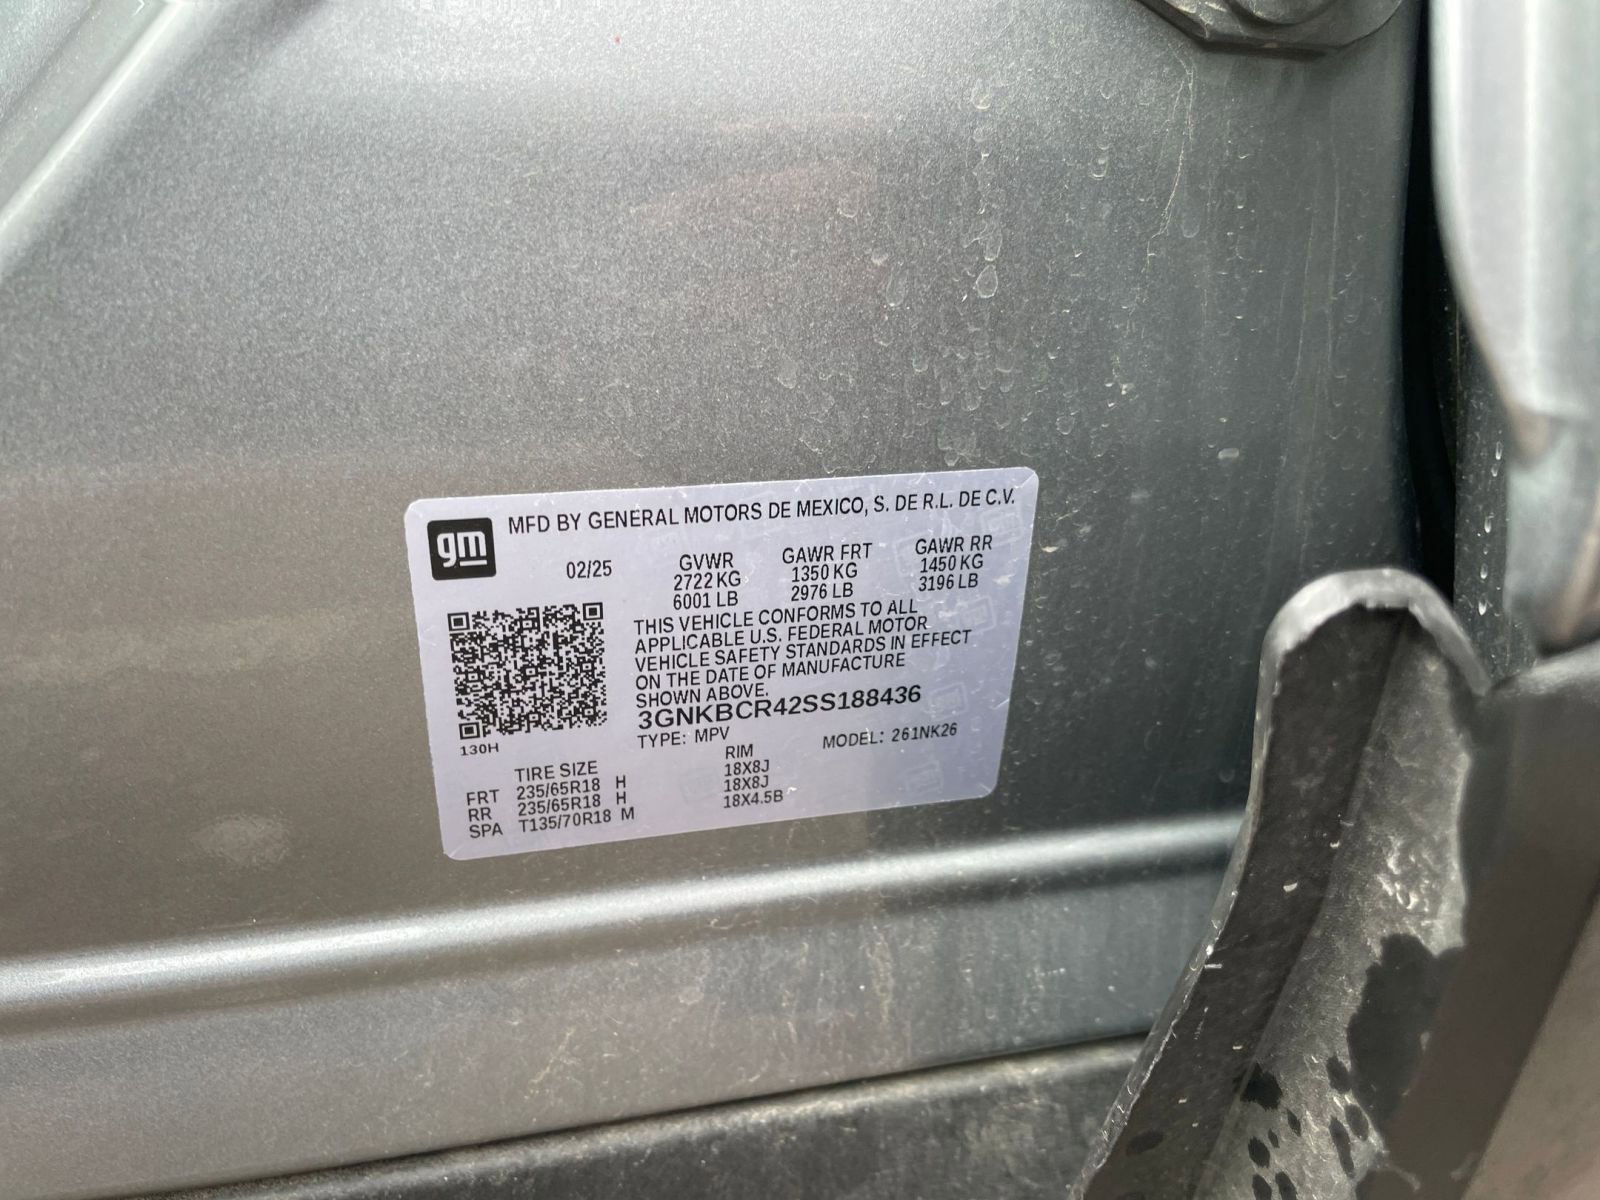 gm
MFD BY GENERAL MOTORS DE MEXICO, S. DE R.L. DE C.V.
02/25
GVWR GAWR FRT GAWR RR
2722 KG 1350 KG 1450 KG
6001 LB 2976 LB 3196 LB
THIS VEHICLE CONFORMS TO ALL
APPLICABLE U.S. FEDERAL MOTOR
VEHICLE SAFETY STANDARDS IN EFFECT
ON THE DATE OF MANUFACTURE
SHOWN ABOVE.
3GNKBCR42SS188436
130H
TYPE: MPV MODEL: 261NK26
TIRE SIZE RIM
FRT 235/65R18 H 18X8J
RR 235/65R18 H 18X8J
SPA T135/70R18 M 18X4.5B